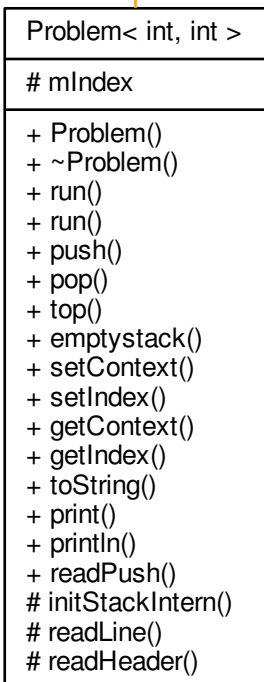 Problem< int, int >
# mIndex
+ Problem()
+ ~Problem()
+ run()
+ run()
+ push()
+ pop()
+ top()
+ emptystack()
+ setContext()
+ setIndex()
+ getContext()
+ getIndex()
+ toString()
+ print()
+ println()
+ readPush()
# initStackIntern()
# readLine()
# readHeader()